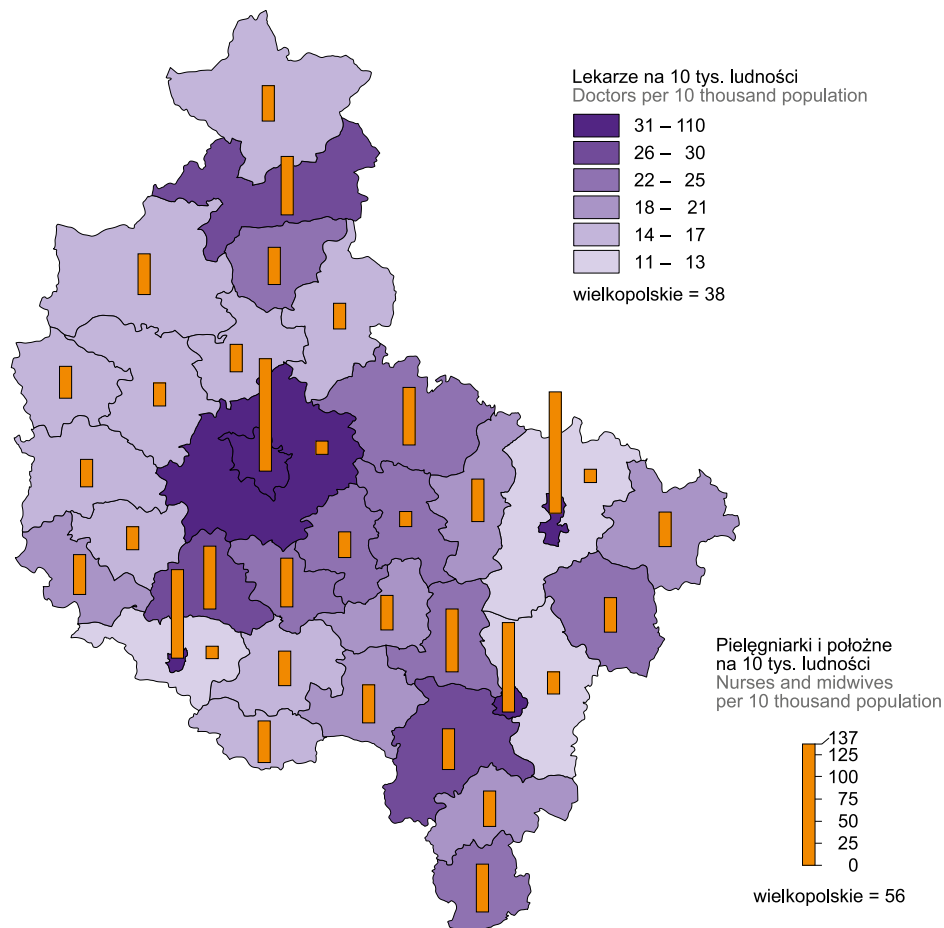 Lekarze na 10 tys. ludności
Doctors per 10 thousand population
31 – 110
26 – 30
22 – 25
18 – 21
14 – 17
11 – 13
wielkopolskie = 38
Pielęgniarki i położne
na 10 tys. ludności
Nurses and midwives
per 10 thousand population
137
125
100
75
50
25
0
wielkopolskie = 56